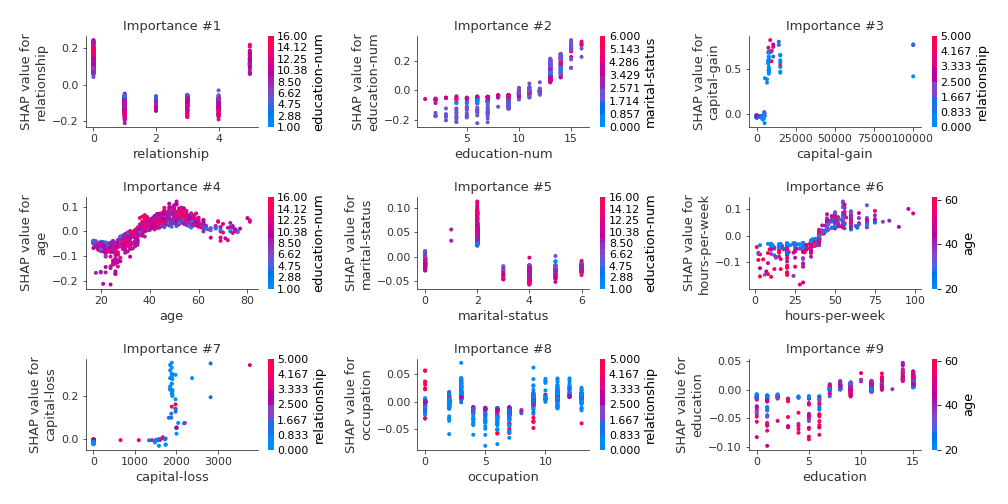 Importance #1
SHAP value for
relationship
0.2
0.0
−0.2
0
2
4
relationship
16.00
14.12
12.25
10.38
8.50
6.62
4.75
2.88
1.00
education-num
Importance #2
SHAP value for
education-num
0.2
0.0
−0.2
5
10
15
education-num
6.000
5.143
4.286
3.429
2.571
1.714
0.857
0.000
marital-status
Importance #3
SHAP value for
capital-gain
0.5
0.0
0
25000
50000
75000
100000
capital-gain
5.000
4.167
3.333
2.500
1.667
0.833
0.000
relationship
Importance #4
SHAP value for
age
0.1
0.0
−0.1
−0.2
20
40
60
80
age
16.00
14.12
12.25
10.38
8.50
6.62
4.75
2.88
1.00
education-num
Importance #5
SHAP value for
marital-status
0.10
0.05
0.00
−0.05
0
2
4
6
marital-status
16.00
14.12
12.25
10.38
8.50
6.62
4.75
2.88
1.00
education-num
Importance #6
SHAP value for
hours-per-week
0.1
0.0
−0.1
0
25
50
75
100
hours-per-week
60
40
20
age
Importance #7
SHAP value for
capital-loss
0.2
0.0
0
1000
2000
3000
capital-loss
5.000
4.167
3.333
2.500
1.667
0.833
0.000
relationship
Importance #8
SHAP value for
occupation
0.05
0.00
−0.05
0
5
10
occupation
5.000
4.167
3.333
2.500
1.667
0.833
0.000
relationship
Importance #9
SHAP value for
education
0.05
0.00
−0.05
−0.10
0
5
10
15
education
60
40
20
age